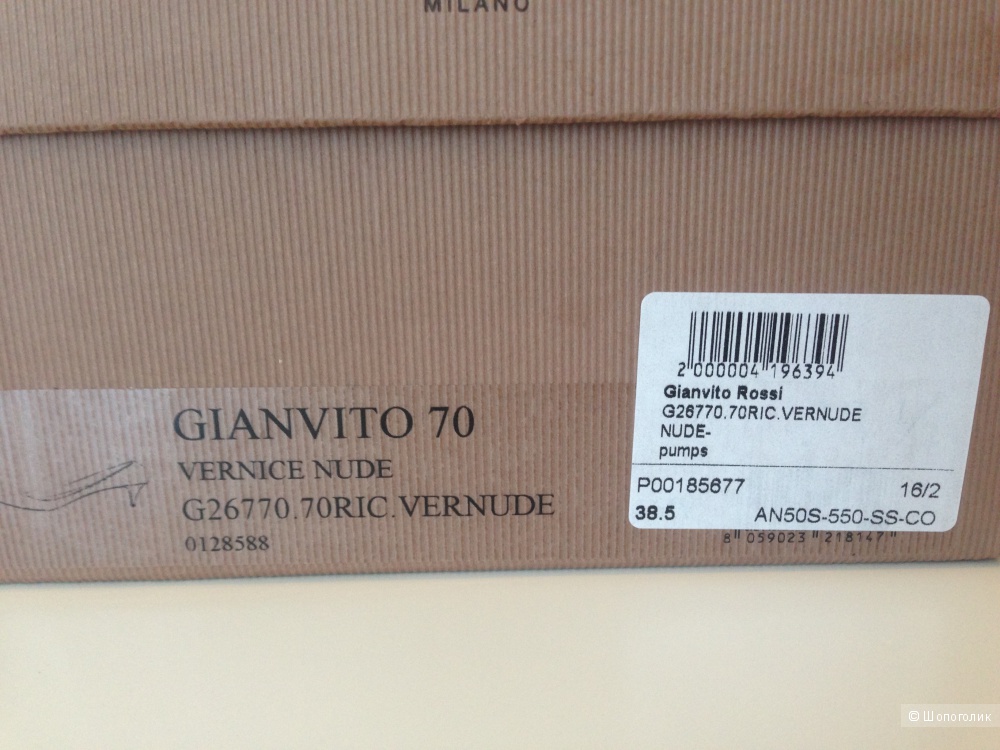 MILANO
GIANVITO 70
VERNICE NUDE
G26770.70RIC.VERNUDE
0128588
2 000004 196394
Gianvito Rossi
G26770.70RIC.VERNUDE
NUDE-
pumps
P00185677 16/2
38.5 AN50S-550-SS-CO
8 059023 218147
© Шопоголик